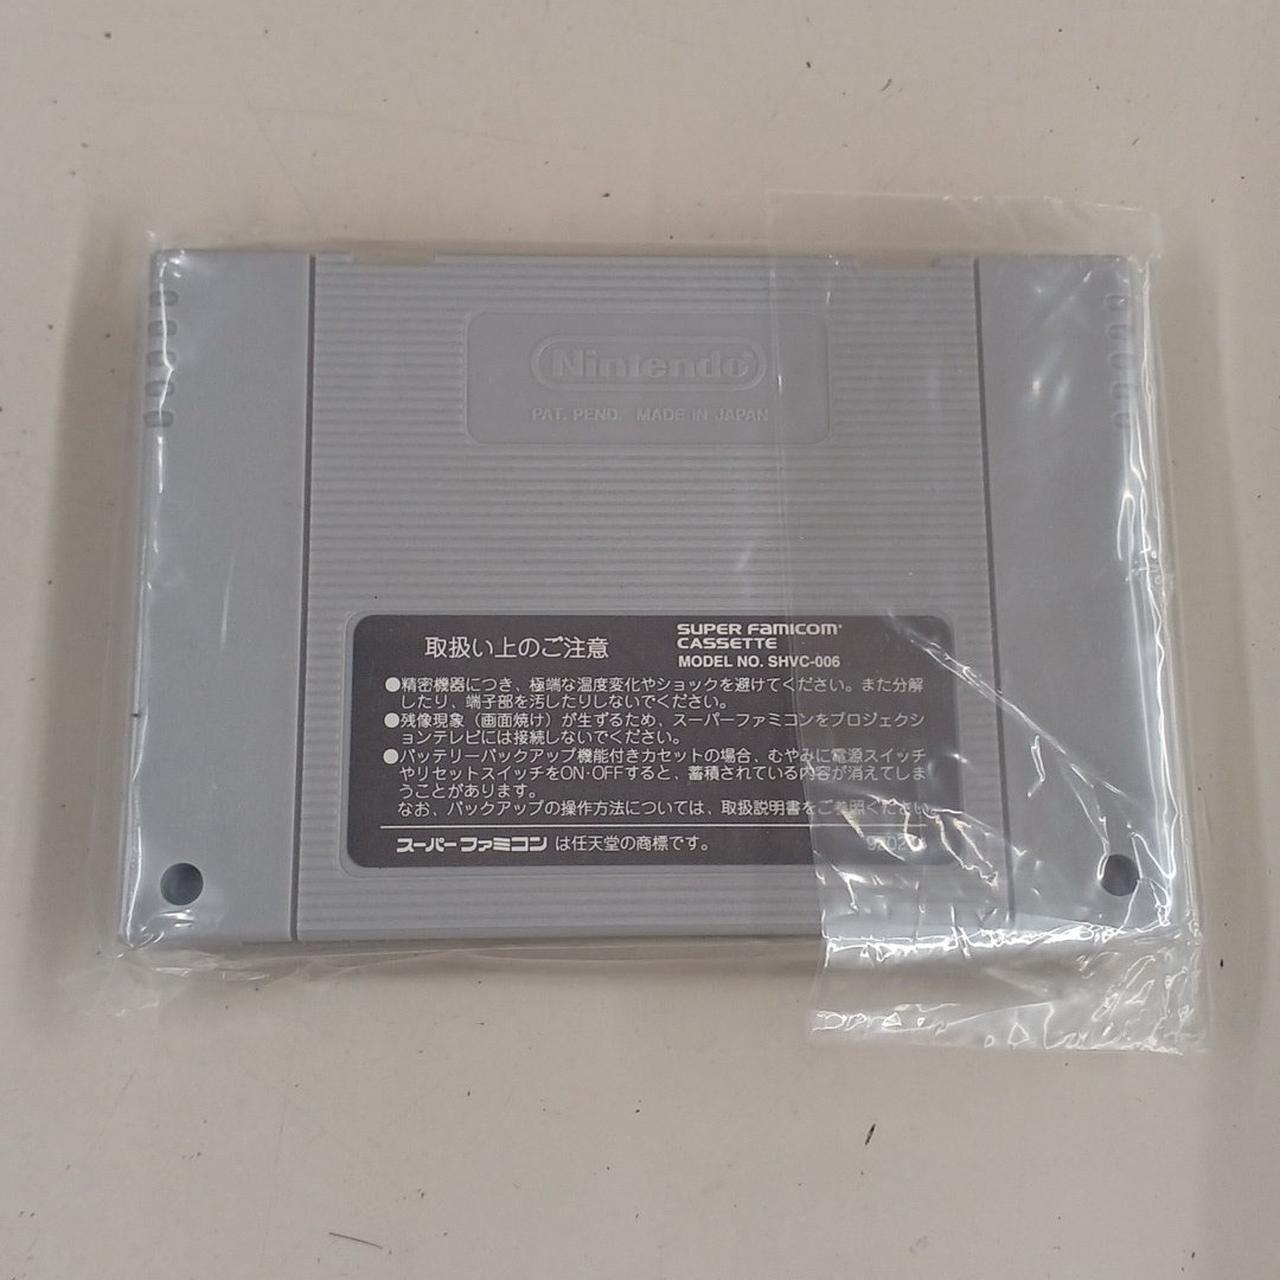 Nintendo
PAT. PEND. MADE IN JAPAN
取扱い上のご注意
SUPER FAMICOM
CASSETTE
MODEL NO. SHVC-006
●精密機器につき、極端な温度変化やショックを避けてください。また分解
したり、端子部を汚したりしないでください。
●残像現象（画面焼け）が生ずるため、スーパーファミコンをプロジェクシ
ョンテレビには接続しないでください。
●バッテリーバックアップ機能付きカセットの場合、むやみに電源スイッチ
やリセットスイッチをON·OFFすると、蓄積されている内容が消えてしま
うことがあります。
なお、バックアップの操作方法については、取扱説明書をご参照ください。
スーパーファミコン は任天堂の商標です。